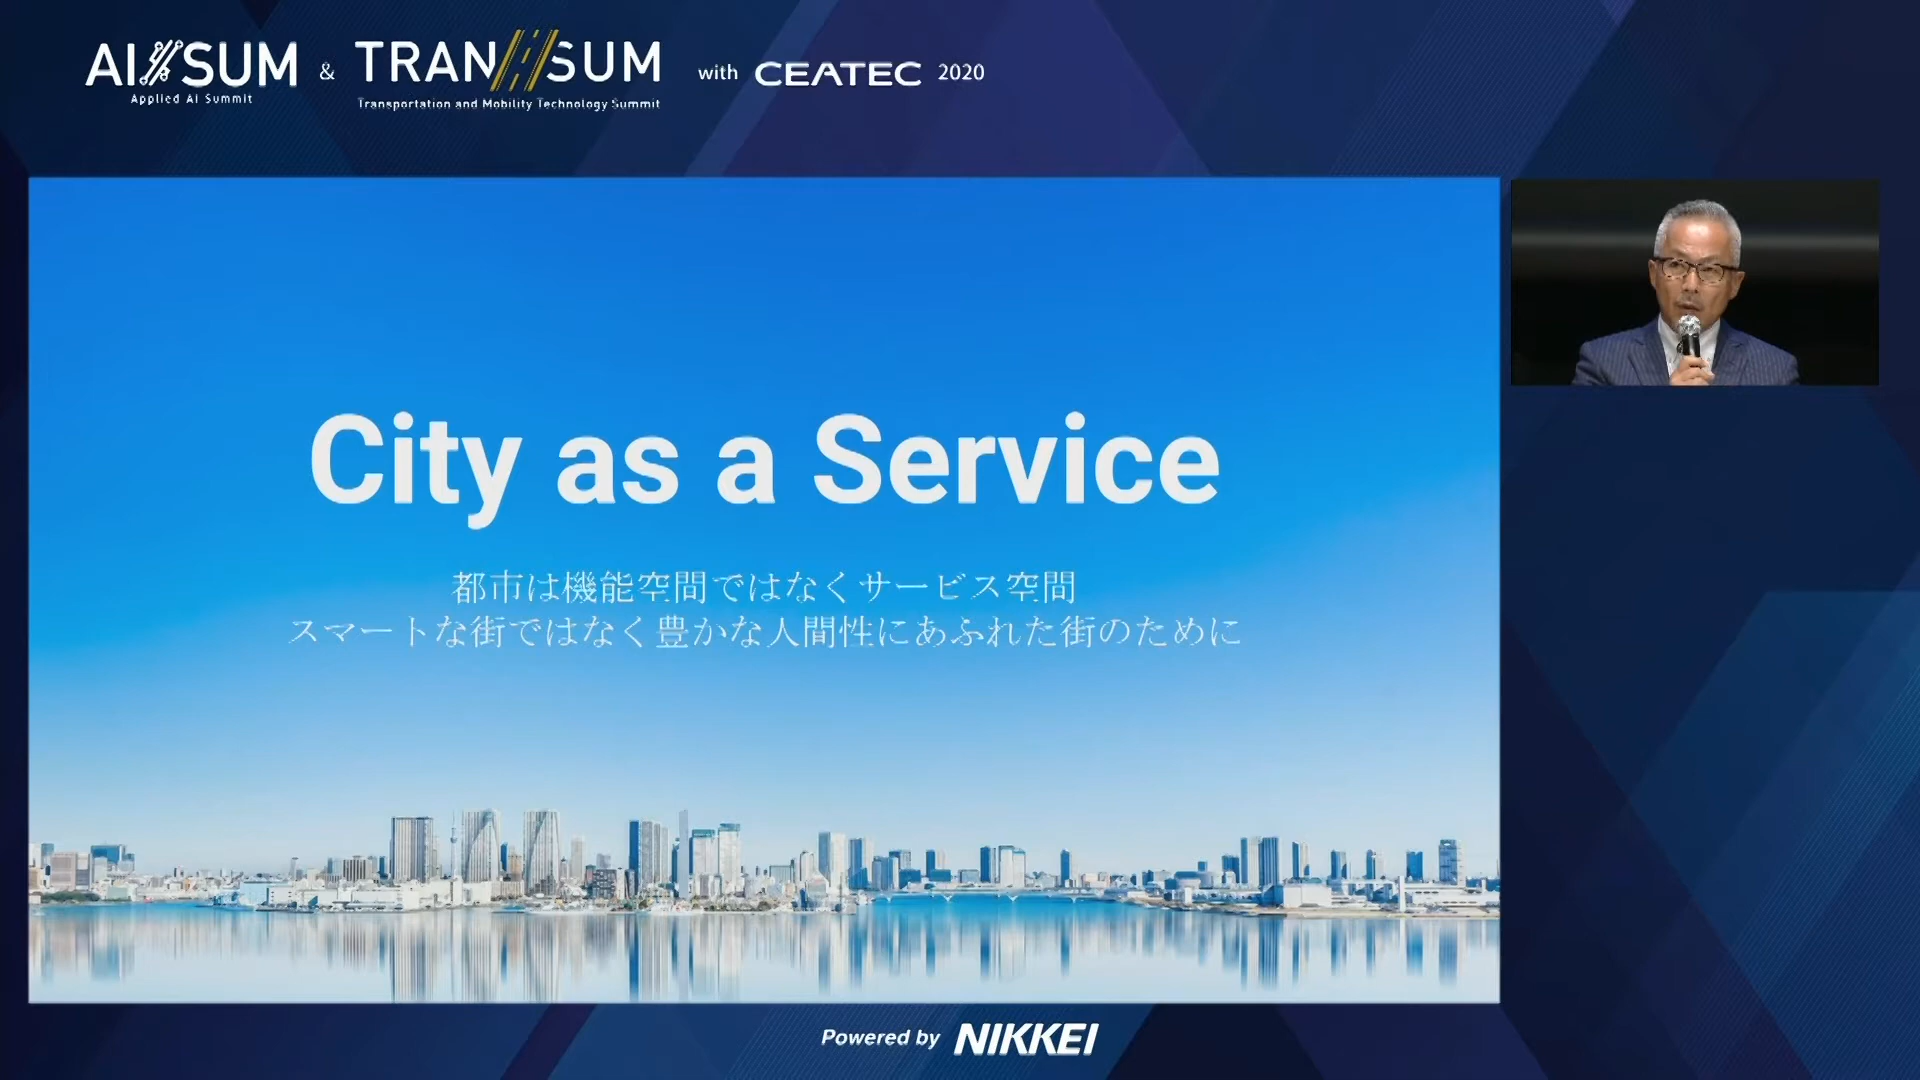 AI/SUM & TRAN/SUM with CEATEC 2020
Applied AI Summit
Transportation and Mobility Technology Summit
City as a Service
都市は機能空間ではなくサービス空間
スマートな街ではなく豊かな人間性にあふれた街のために
Powered by NIKKEI